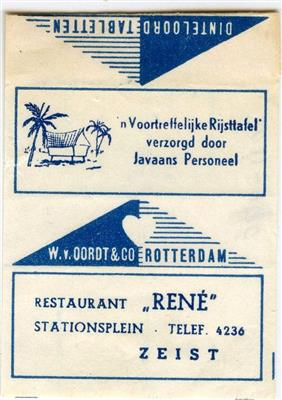 DINTELOORD TABLETTEN
'n Voortreffelijke Rijsttafel'
verzorgd door
Javaans Personeel
W. v. OORDT & CO ROTTERDAM
RESTAURANT „RENÉ”
STATIONSPLEIN · TELEF. 4236
ZEIST